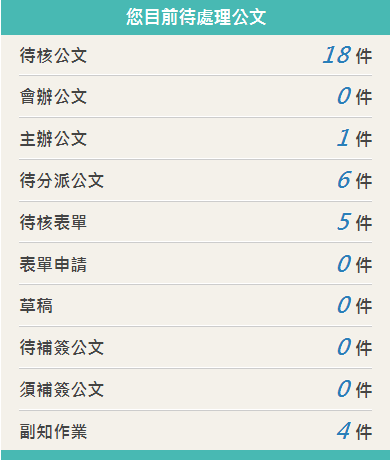 您目前待處理公文
待核公文 18 件
會辦公文 0 件
主辦公文 1 件
待分派公文 6 件
待核表單 5 件
表單申請 0 件
草稿 0 件
待補簽公文 0 件
須補簽公文 0 件
副知作業 4 件